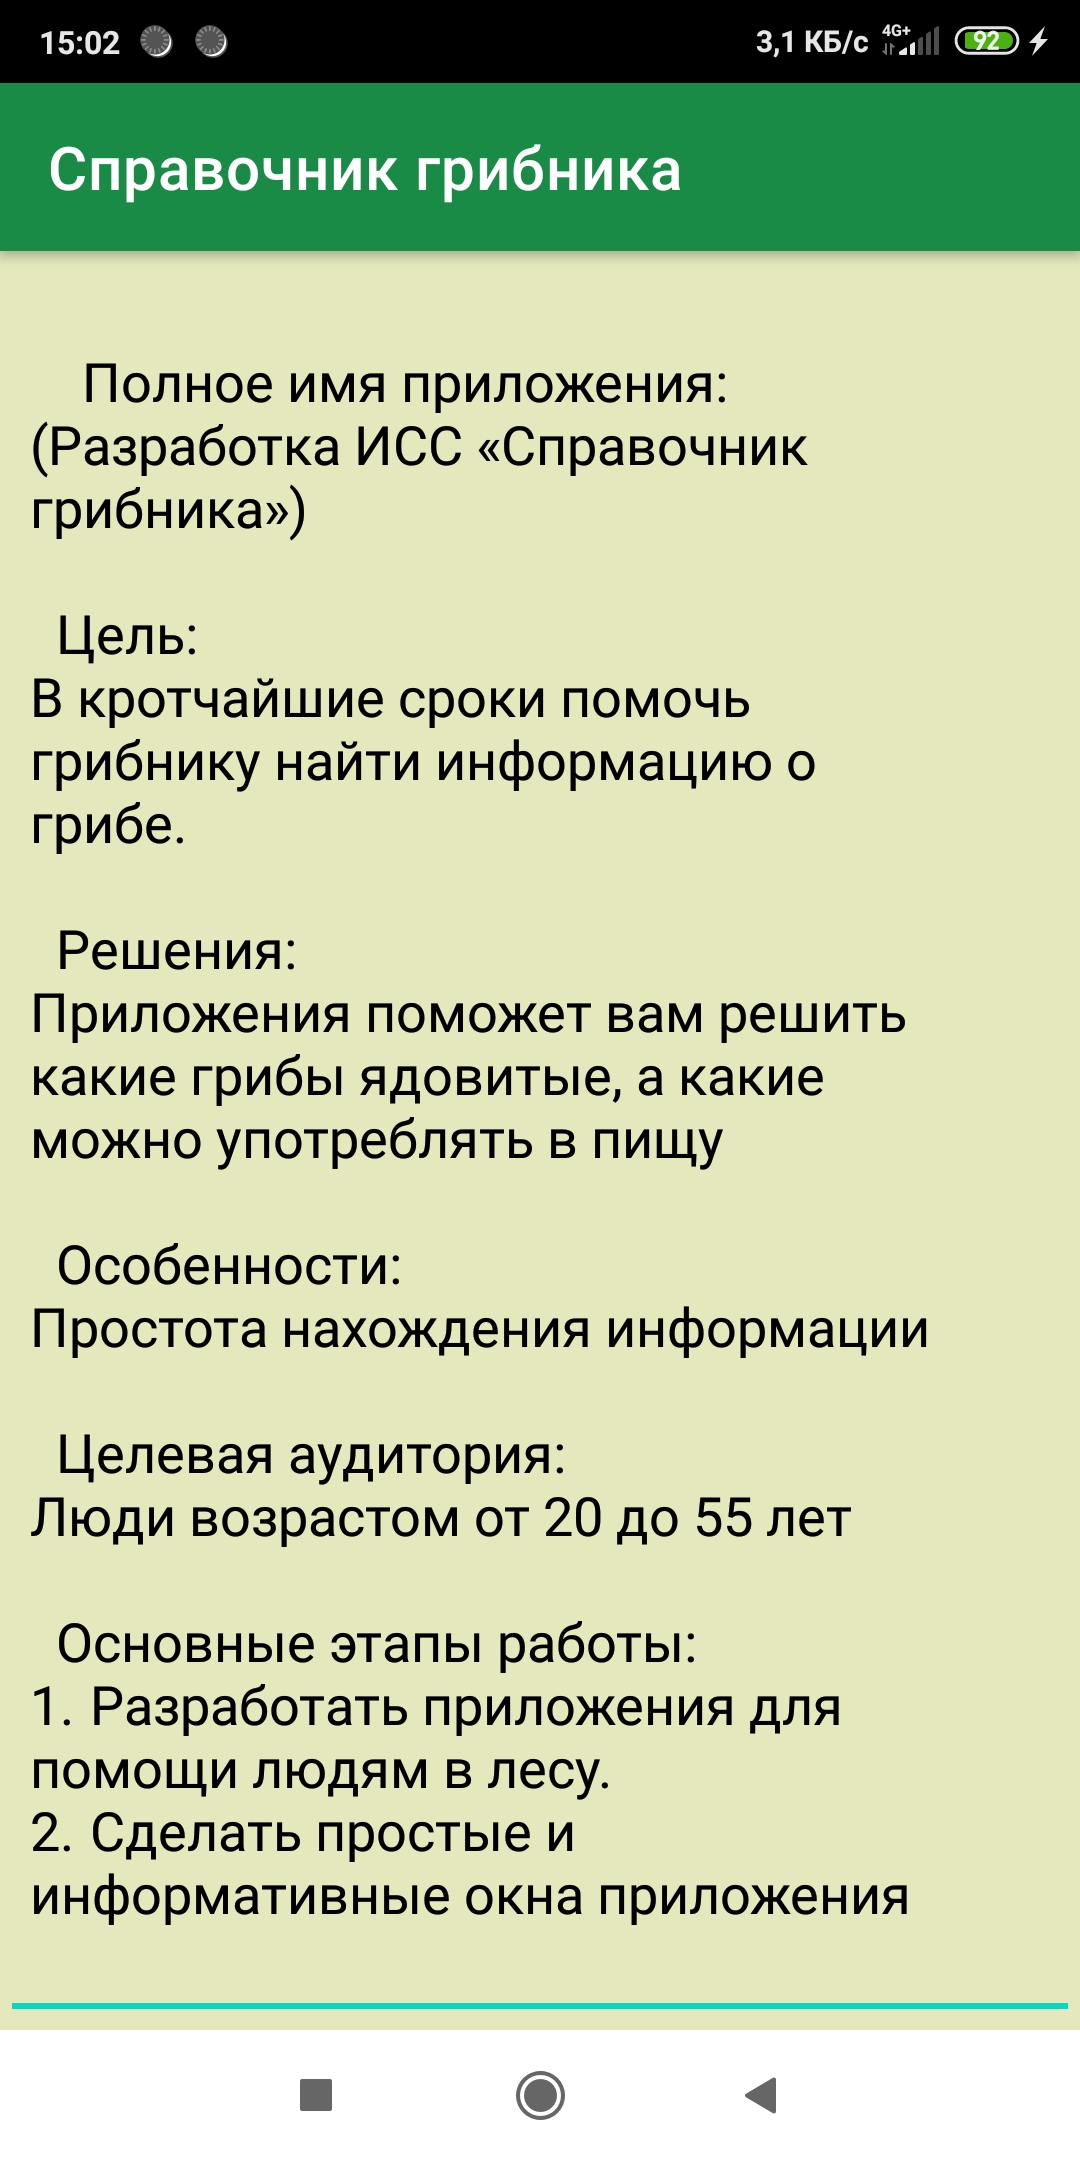 15:02
3,1 КБ/с 4G+ 92
Справочник грибника
Полное имя приложения:
(Разработка ИСС «Справочник
грибника»)
Цель:
В кротчайшие сроки помочь
грибнику найти информацию о
грибе.
Решения:
Приложения поможет вам решить
какие грибы ядовитые, а какие
можно употреблять в пищу
Особенности:
Простота нахождения информации
Целевая аудитория:
Люди возрастом от 20 до 55 лет
Основные этапы работы:
1. Разработать приложения для
помощи людям в лесу.
2. Сделать простые и
информативные окна приложения